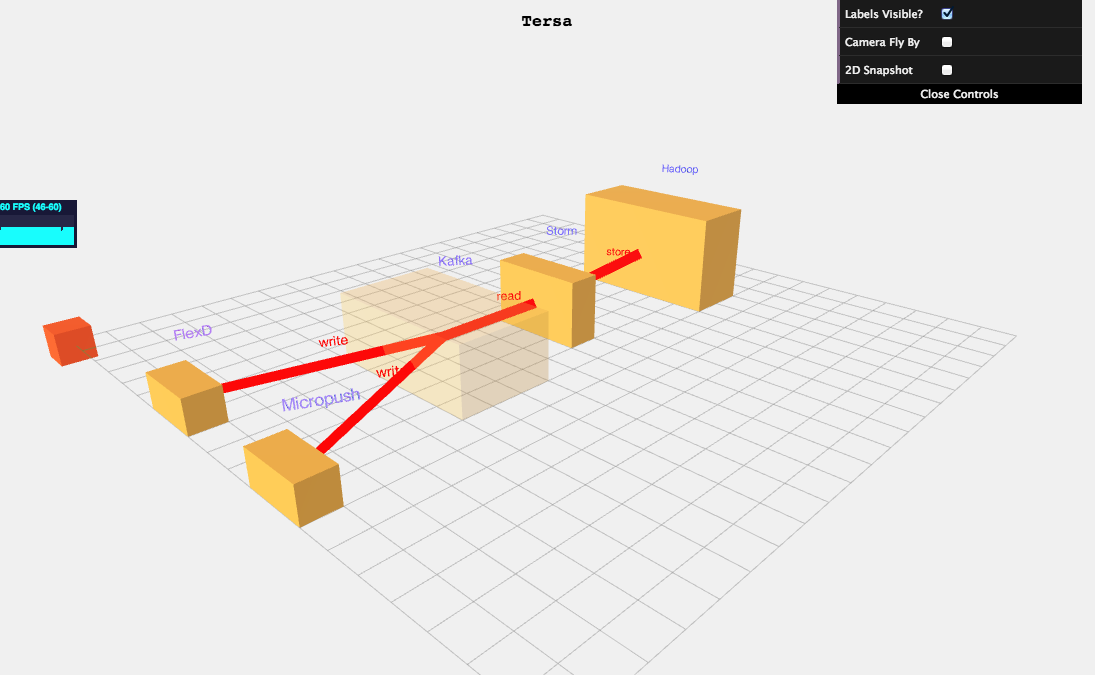 Tersa
Labels Visible?
Camera Fly By
2D Snapshot
Close Controls
60 FPS (46-60)
Hadoop
Storm
store
Kafka
read
FlexD
write
write
Micropush